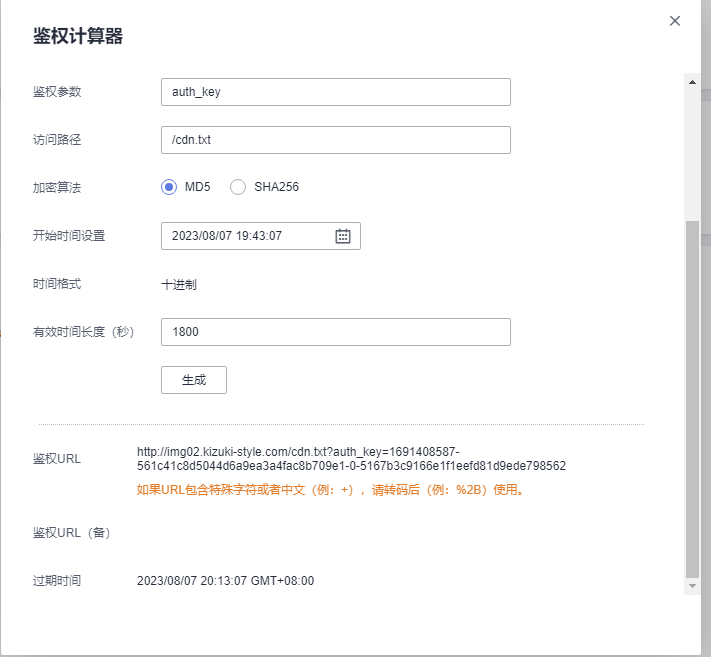 鉴权计算器
鉴权参数 auth_key
访问路径 /cdn.txt
加密算法 MD5 SHA256
开始时间设置 2023/08/07 19:43:07
时间格式 十进制
有效时间长度（秒） 1800
生成
鉴权URL http://img02.kizuki-style.com/cdn.txt?auth_key=1691408587-
561c41c8d5044d6a9ea3a4fac8b709e1-0-5167b3c9166e1f1eefd81d9ede798562
如果URL包含特殊字符或者中文（例：+），请转码后（例：%2B）使用。
鉴权URL（备）
过期时间 2023/08/07 20:13:07 GMT+08:00